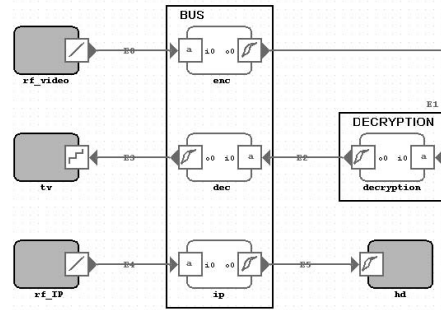 BUS
E0
a i0 o0
rf_video
enc
E1
DECRYPTION
E3
o0 i0 a
E2
o0 i0 a
tv
dec
decryption
E4
a i0 o0
E5
rf_IP
ip
hd